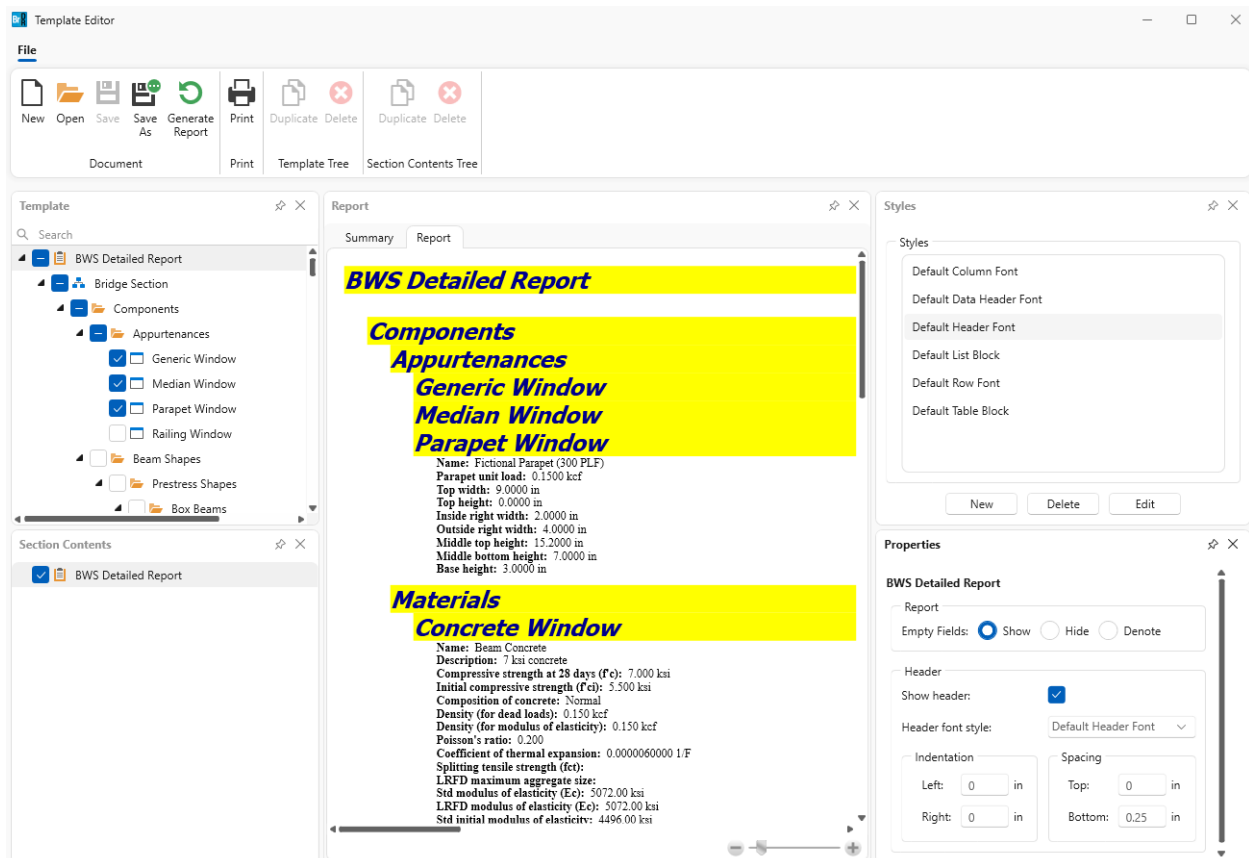 Br Template Editor
File
New Open Save Save As Generate Report Print Duplicate Delete Duplicate Delete
Document Print Template Tree Section Contents Tree
Template
Search
BWS Detailed Report
Bridge Section
Components
Appurtenances
Generic Window
Median Window
Parapet Window
Railing Window
Beam Shapes
Prestress Shapes
Box Beams
Section Contents
BWS Detailed Report
Report
Summary Report
BWS Detailed Report
Components
Appurtenances
Generic Window
Median Window
Parapet Window
Name: Fictional Parapet (300 PLF)
Parapet unit load: 0.1500 kcf
Top width: 9.0000 in
Top height: 0.0000 in
Inside right width: 2.0000 in
Outside right width: 4.0000 in
Middle top height: 15.2000 in
Middle bottom height: 7.0000 in
Base height: 3.0000 in
Materials
Concrete Window
Name: Beam Concrete
Description: 7 ksi concrete
Compressive strength at 28 days (f'c): 7.000 ksi
Initial compressive strength (f'ci): 5.500 ksi
Composition of concrete: Normal
Density (for dead loads): 0.150 kcf
Density (for modulus of elasticity): 0.150 kcf
Poisson's ratio: 0.200
Coefficient of thermal expansion: 0.0000060000 1/F
Splitting tensile strength (fct):
LRFD maximum aggregate size:
Std modulus of elasticity (Ec): 5072.00 ksi
LRFD modulus of elasticity (Ec): 5072.00 ksi
Std initial modulus of elasticity: 4496.00 ksi
Styles
Styles
Default Column Font
Default Data Header Font
Default Header Font
Default List Block
Default Row Font
Default Table Block
New Delete Edit
Properties
BWS Detailed Report
Report
Empty Fields: Show Hide Denote
Header
Show header:
Header font style: Default Header Font
Indentation Spacing
Left: 0 in Top: 0 in
Right: 0 in Bottom: 0.25 in